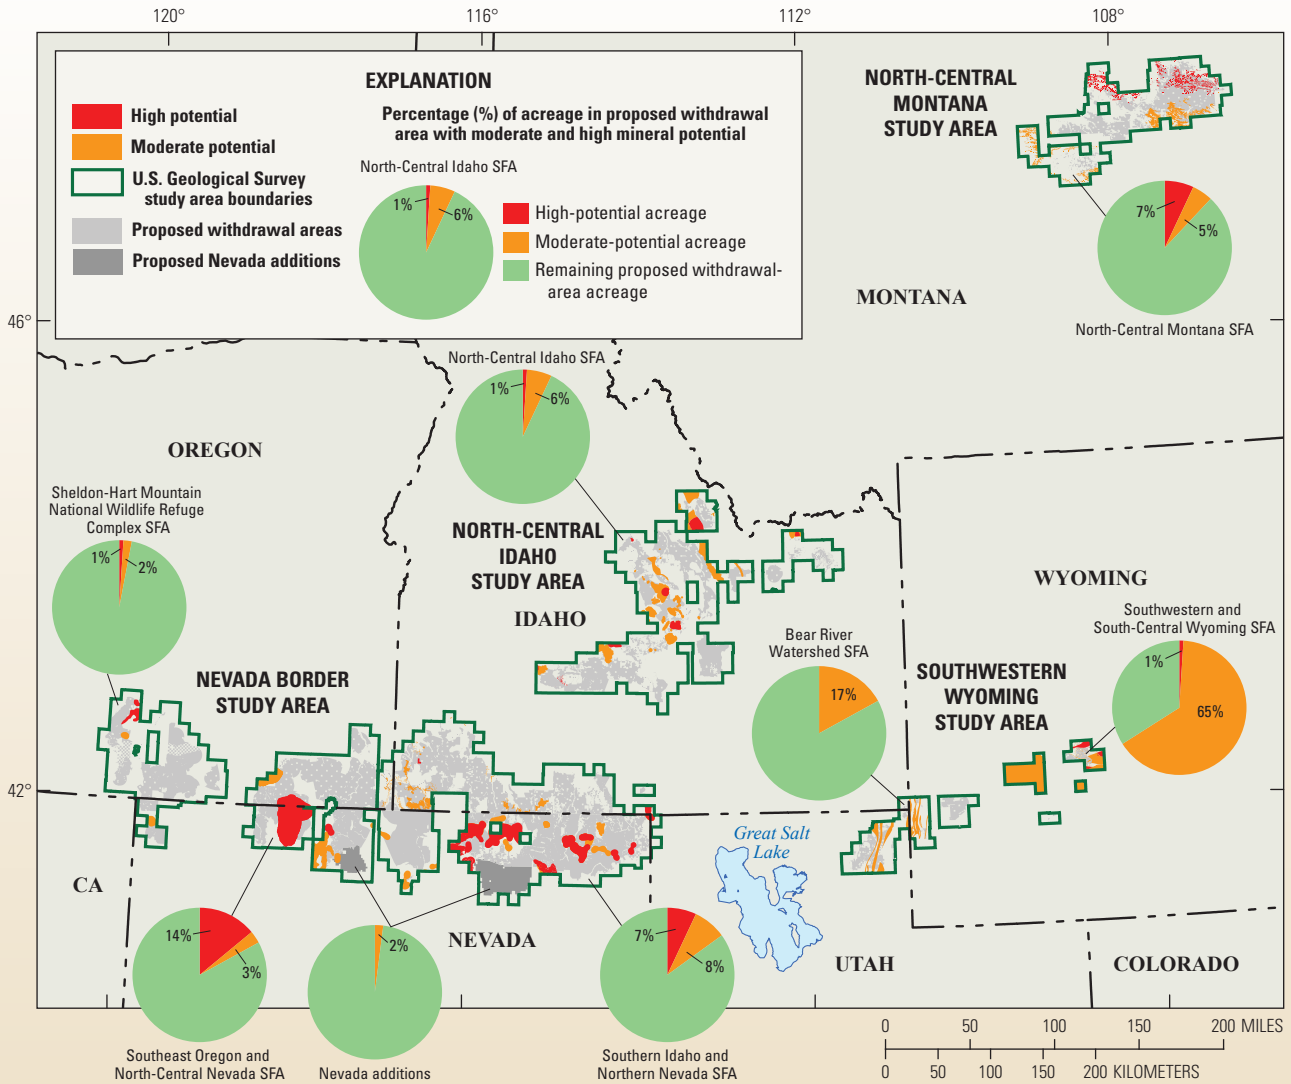 120°
116°
112°
108°
EXPLANATION
High potential
Moderate potential
U.S. Geological Survey
study area boundaries
Proposed withdrawal areas
Proposed Nevada additions
Percentage (%) of acreage in proposed withdrawal
area with moderate and high mineral potential
North-Central Idaho SFA
1%
6%
High-potential acreage
Moderate-potential acreage
Remaining proposed withdrawal-
area acreage
NORTH-CENTRAL
MONTANA
STUDY AREA
7%
5%
North-Central Montana SFA
MONTANA
46°
North-Central Idaho SFA
1%
6%
OREGON
Sheldon-Hart Mountain
National Wildlife Refuge
Complex SFA
1%
2%
NORTH-CENTRAL
IDAHO
STUDY AREA
IDAHO
WYOMING
Southwestern and
South-Central Wyoming SFA
1%
65%
Bear River
Watershed SFA
17%
SOUTHWESTERN
WYOMING
STUDY AREA
NEVADA BORDER
STUDY AREA
42°
Great Salt
Lake
CA
14%
3%
Southeast Oregon and
North-Central Nevada SFA
2%
Nevada additions
NEVADA
7%
8%
Southern Idaho and
Northern Nevada SFA
UTAH
COLORADO
0 50 100 150 200 MILES
0 50 100 150 200 KILOMETERS